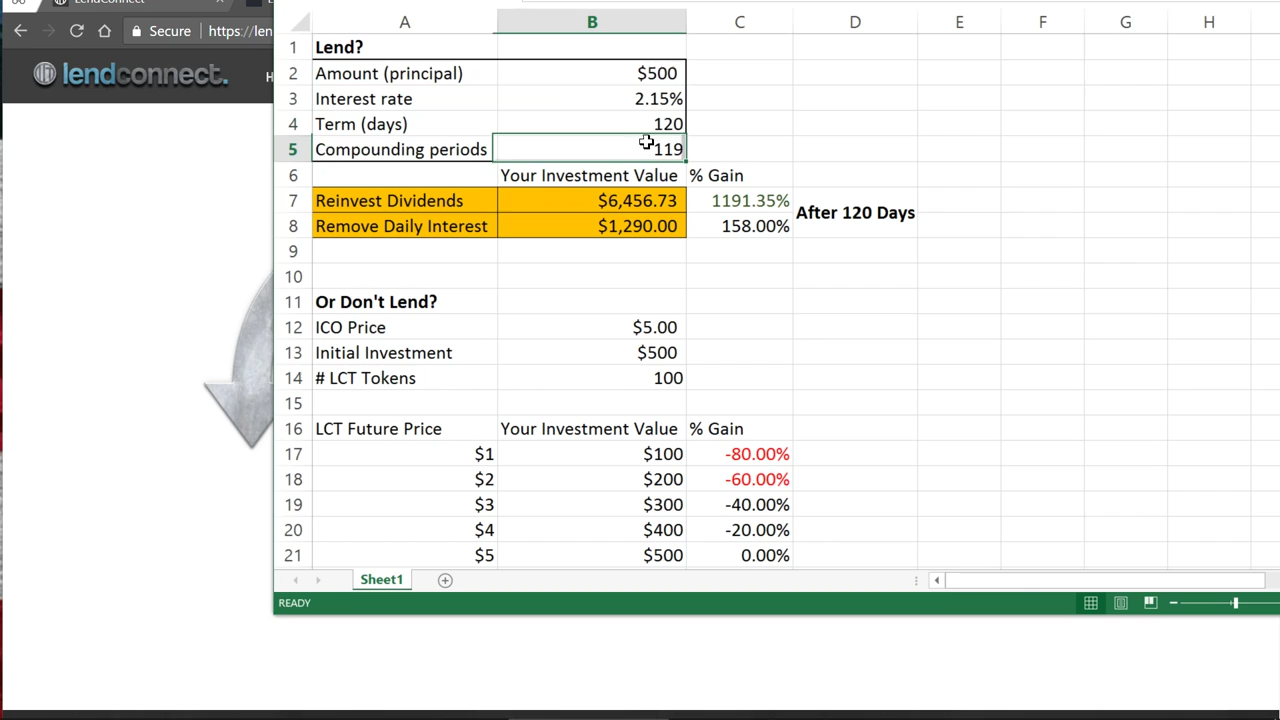 LendConnect
Secure https://len
lendconnect. H
A B C D E F G H
1 Lend?
2 Amount (principal) $500
3 Interest rate 2.15%
4 Term (days) 120
5 Compounding periods 119
6 Your Investment Value % Gain
7 Reinvest Dividends $6,456.73 1191.35%
After 120 Days
8 Remove Daily Interest $1,290.00 158.00%
9
10
11 Or Don't Lend?
12 ICO Price $5.00
13 Initial Investment $500
14 # LCT Tokens 100
15
16 LCT Future Price Your Investment Value % Gain
17 $1 $100 -80.00%
18 $2 $200 -60.00%
19 $3 $300 -40.00%
20 $4 $400 -20.00%
21 $5 $500 0.00%
Sheet1
READY